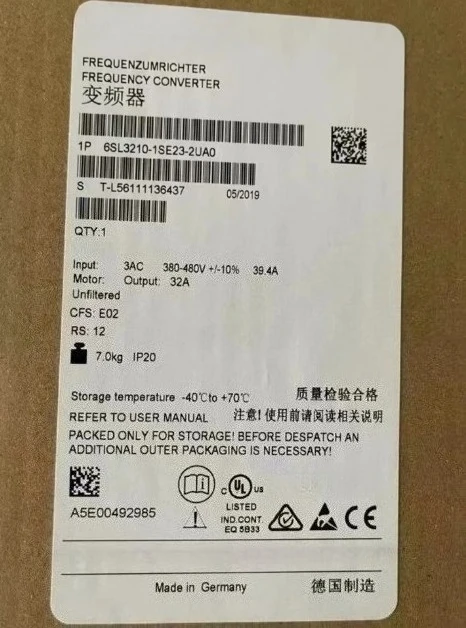 FREQUENZUMRICHTER
FREQUENCY CONVERTER
变频器
1P 6SL3210-1SE23-2UA0
S T-L56111136437 05/2019
QTY:1
Input: 3AC 380-480V +/-10% 39.4A
Motor: Output: 32A
Unfiltered
CFS: E02
RS: 12
7.0kg IP20
Storage temperature -40℃ to +70℃ 质量检验合格
REFER TO USER MANUAL 注意!使用前请阅读相关说明
PACKED ONLY FOR STORAGE! BEFORE DESPATCH AN
ADDITIONAL OUTER PACKAGING IS NECESSARY!
c UL US
LISTED
A5E00492985
IND.CONT.
EQ 5B33
CE
Made in Germany 德国制造